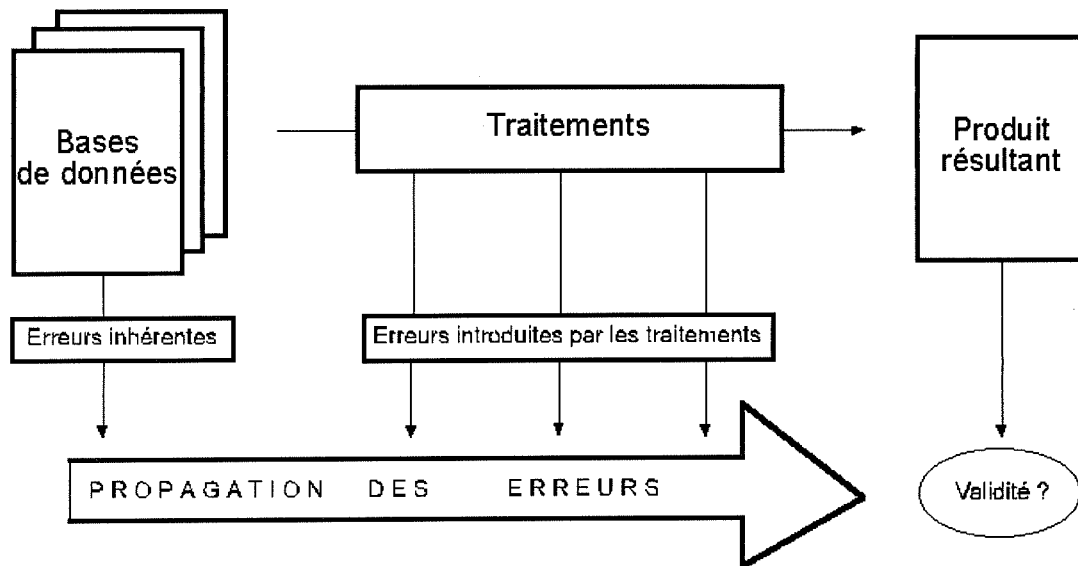 Bases
de données
Traitements
Produit
résultant
Erreurs inhérentes
Erreurs introduites par les traitements
PROPAGATION DES ERREURS
Validité ?